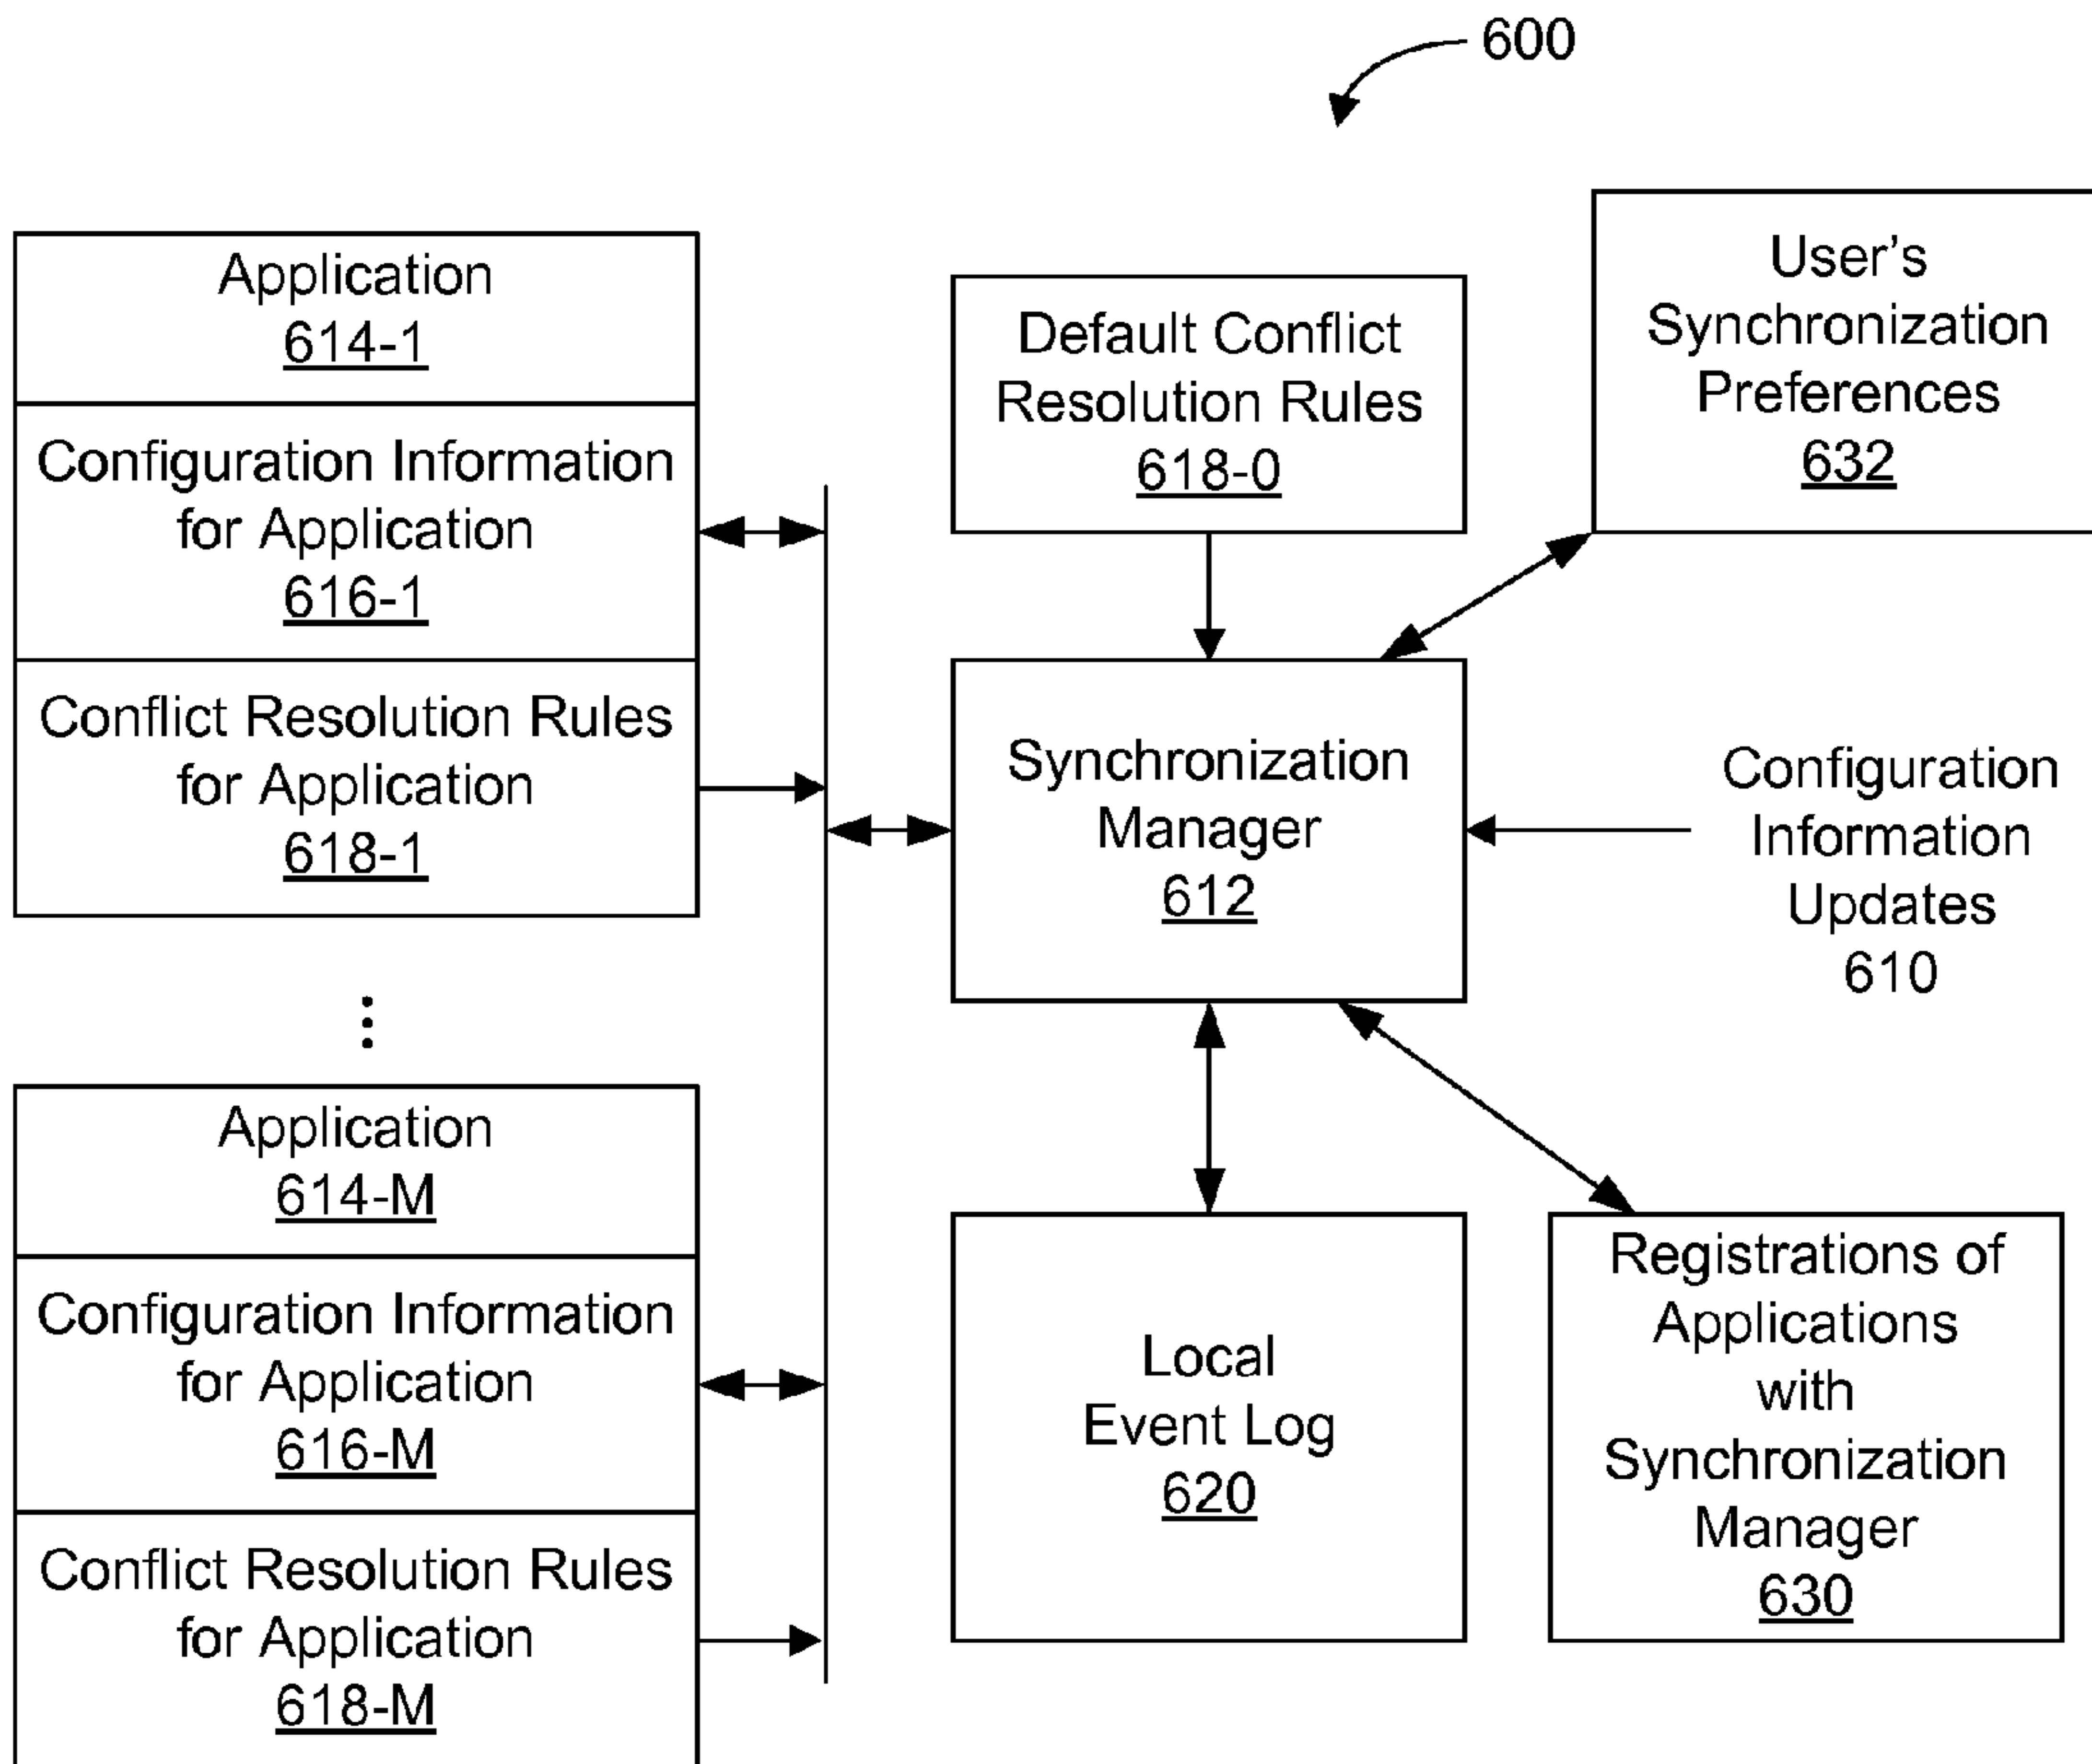 600
Application
614-1
Configuration Information
for Application
616-1
Conflict Resolution Rules
for Application
618-1
Application
614-M
Configuration Information
for Application
616-M
Conflict Resolution Rules
for Application
618-M
Default Conflict
Resolution Rules
618-0
Synchronization
Manager
612
Local
Event Log
620
User's
Synchronization
Preferences
632
Configuration
Information
Updates
610
Registrations of
Applications
with
Synchronization
Manager
630